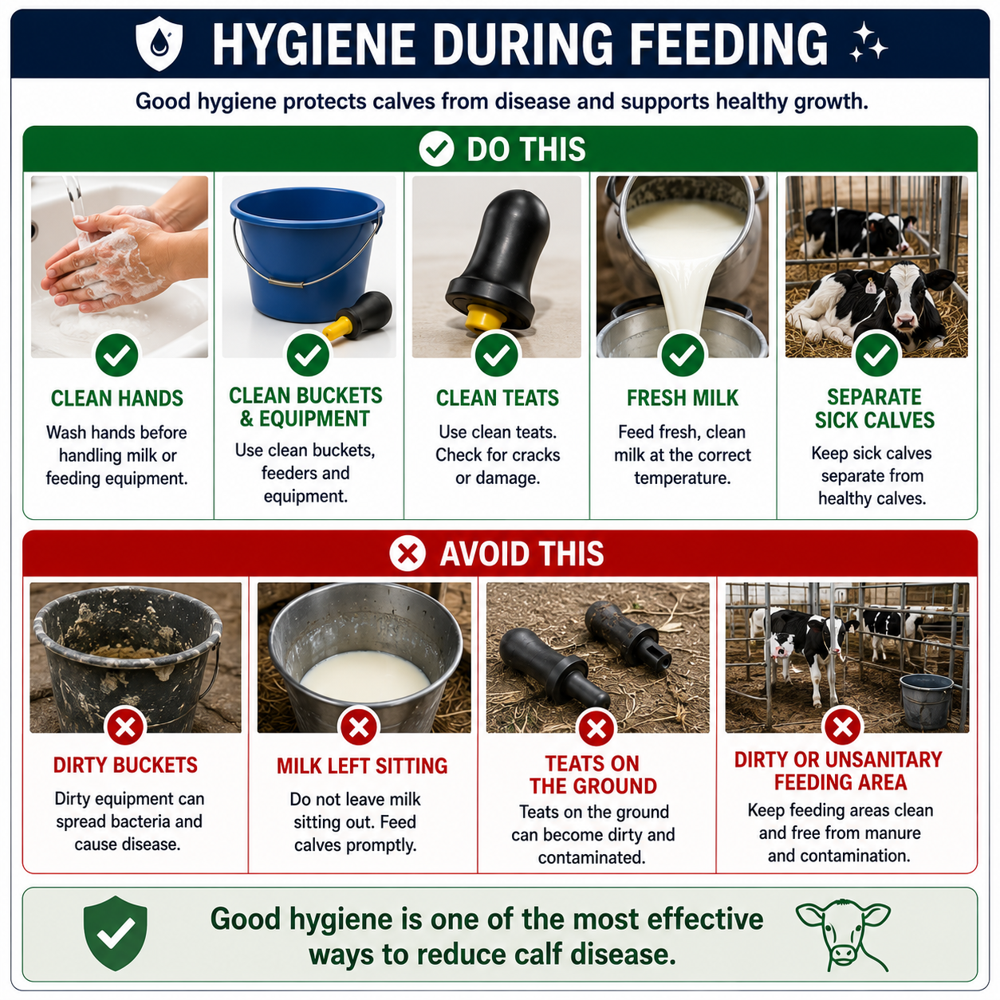 HYGIENE DURING FEEDING
Good hygiene protects calves from disease and supports healthy growth.
DO THIS
CLEAN HANDS
Wash hands before
handling milk or
feeding equipment.
CLEAN BUCKETS
& EQUIPMENT
Use clean buckets,
feeders and
equipment.
CLEAN TEATS
Use clean teats.
Check for cracks
or damage.
FRESH MILK
Feed fresh, clean
milk at the correct
temperature.
SEPARATE
SICK CALVES
Keep sick calves
separate from
healthy calves.
AVOID THIS
DIRTY BUCKETS
Dirty equipment can
spread bacteria and
cause disease.
MILK LEFT SITTING
Do not leave milk
sitting out. Feed
calves promptly.
TEATS ON
THE GROUND
Teats on the ground
can become dirty and
contaminated.
DIRTY OR UNSANITARY
FEEDING AREA
Keep feeding areas clean
and free from manure
and contamination.
Good hygiene is one of the most effective
ways to reduce calf disease.